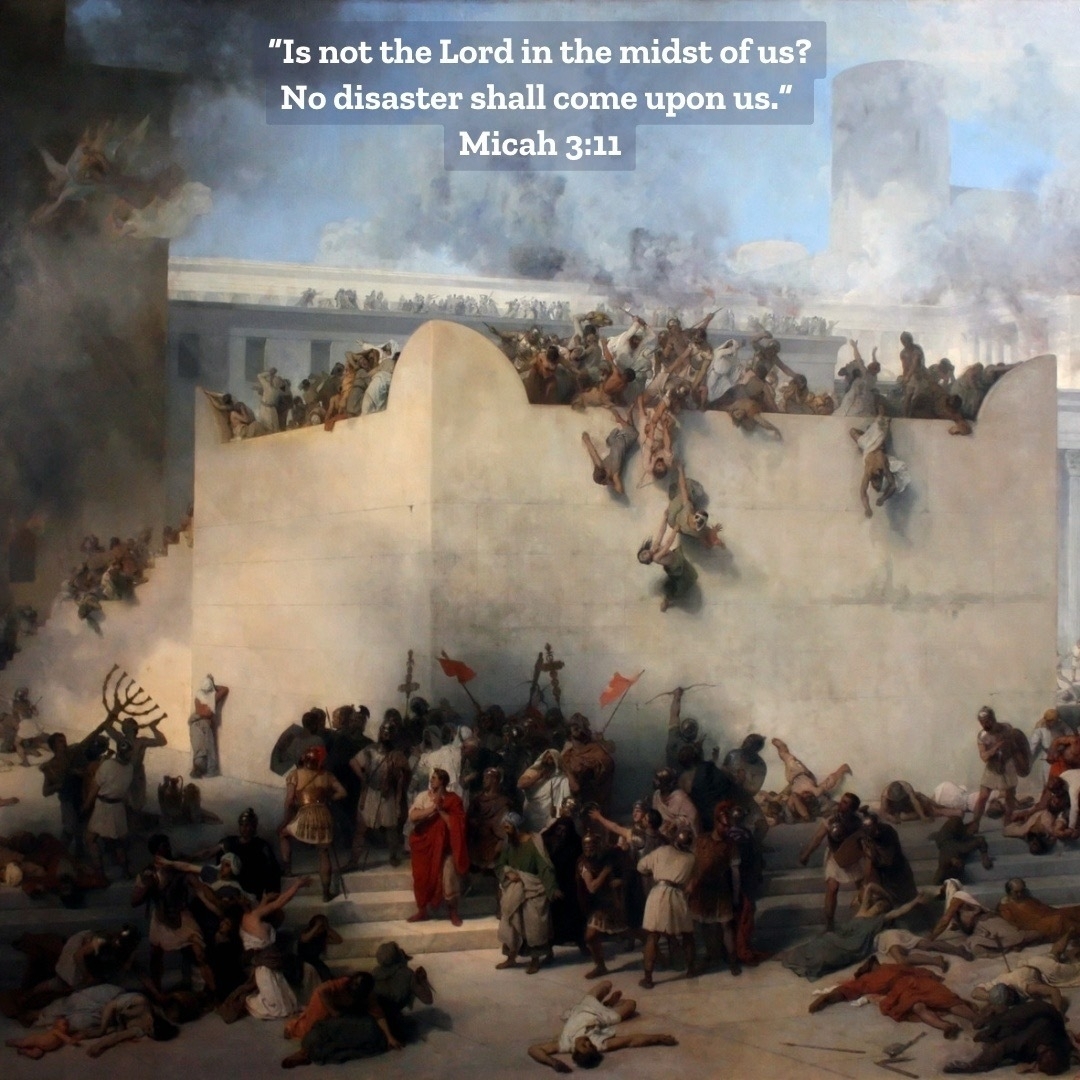 “Is not the Lord in the midst of us?
No disaster shall come upon us.”
Micah 3:11